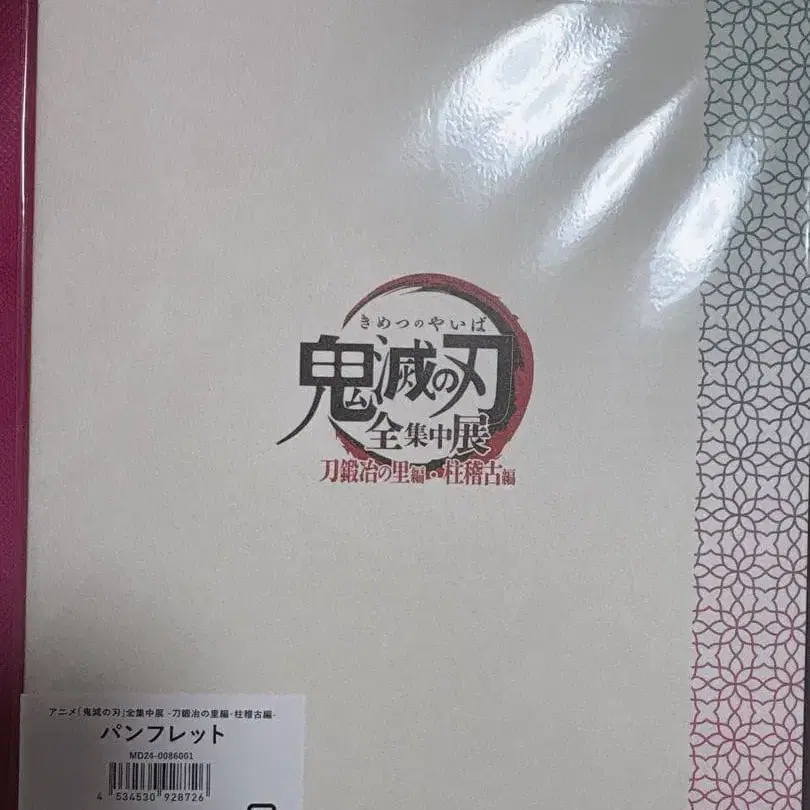 きめつのやいば
鬼滅の刃
全集中展
刀鍛冶の里編・柱稽古編
アニメ「鬼滅の刃」全集中展 -刀鍛冶の里編・柱稽古編-
パンフレット
MD24-0086001
4 534530 928726